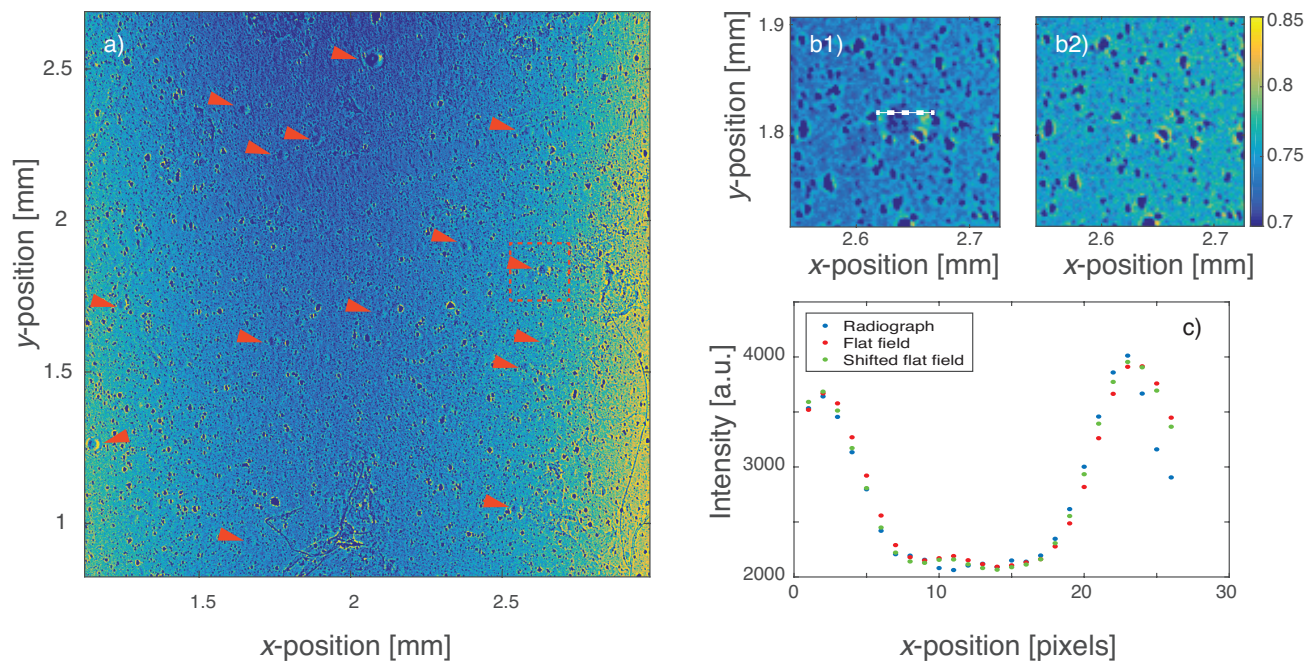 a)
2.5
2
1.5
1
y-position [mm]
1.5
2
2.5
x-position [mm]
b1)
1.9
1.8
y-position [mm]
2.6
2.7
x-position [mm]
b2)
2.6
2.7
x-position [mm]
0.85
0.8
0.75
0.7
c)
Radiograph
Flat field
Shifted flat field
4000
3000
2000
Intensity [a.u.]
0
10
20
30
x-position [pixels]